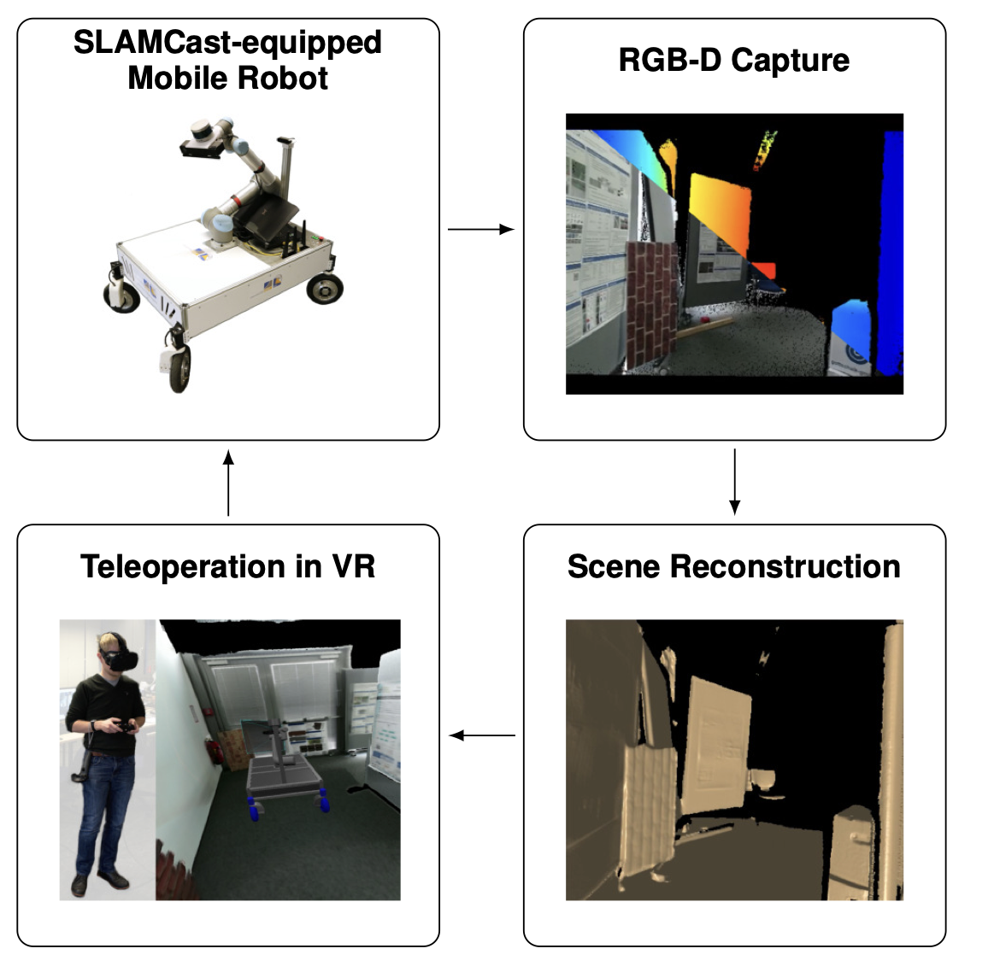 SLAMCast-equipped
Mobile Robot
RGB-D Capture
Teleoperation in VR
Scene Reconstruction